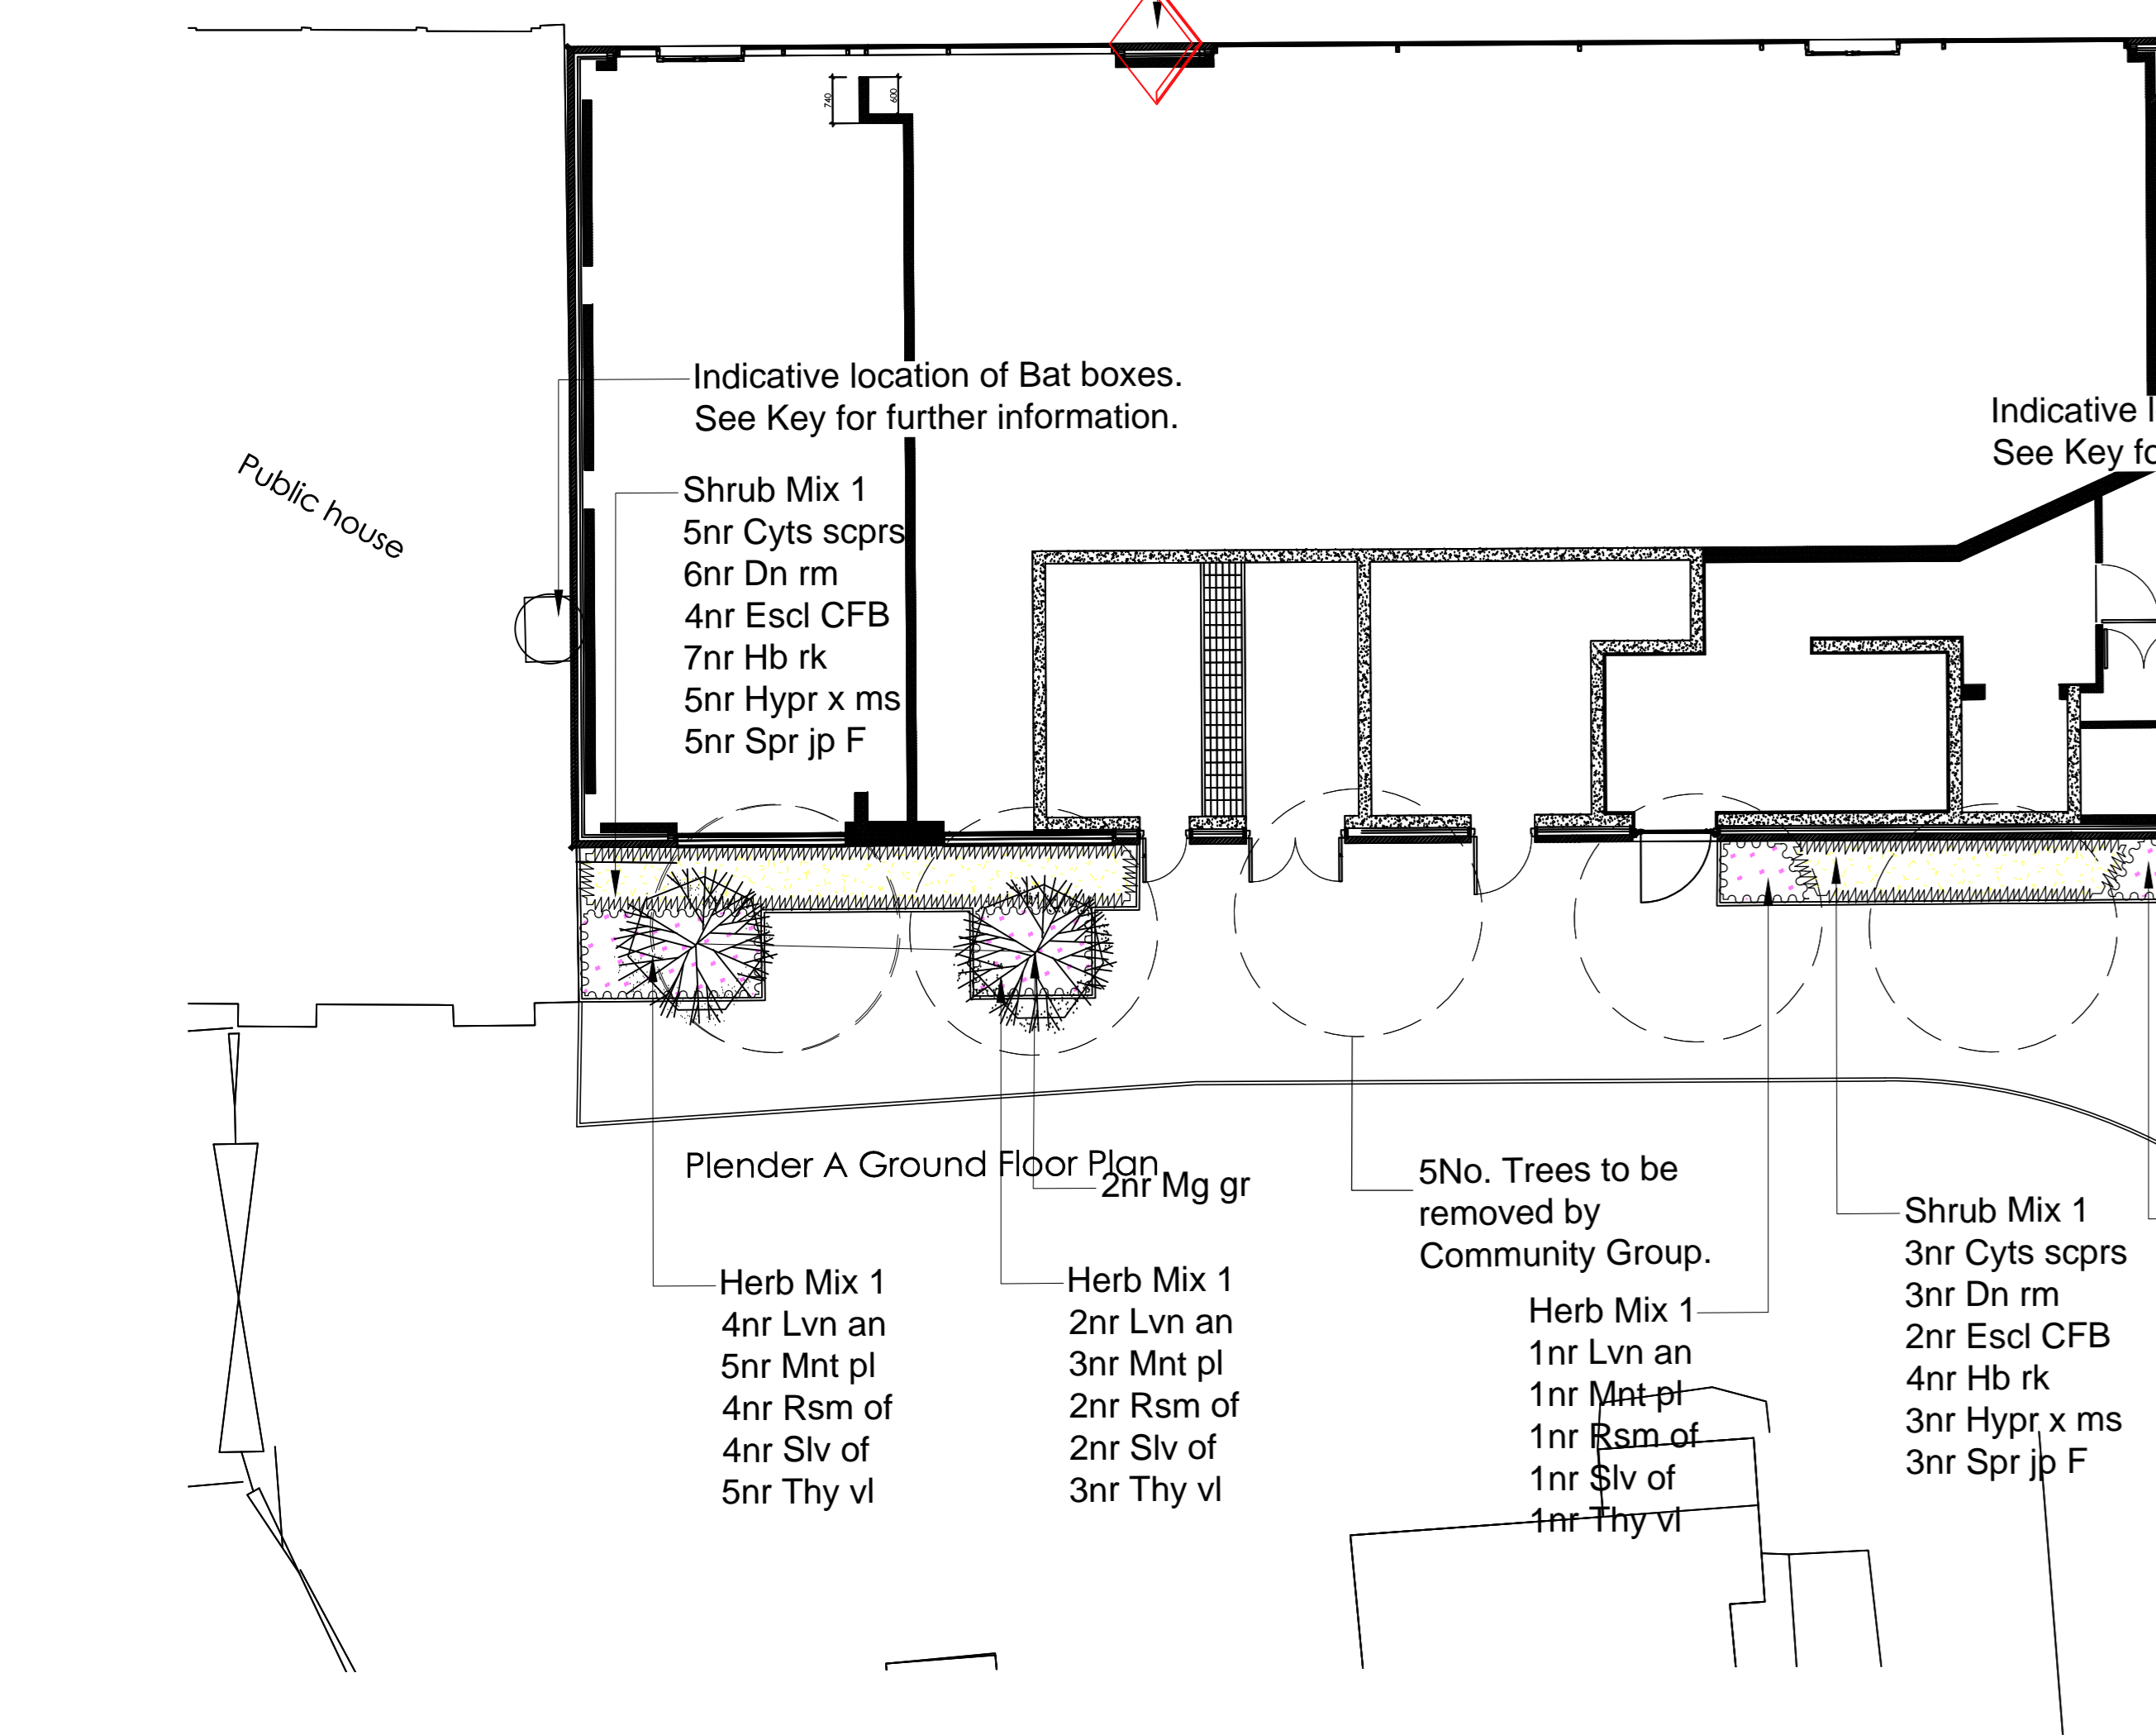 740
600
Indicative location of Bat boxes.
See Key for further information.
Indicative
See Key
Public house
Shrub Mix 1
5nr Cyts scprs
6nr Dn rm
4nr Escl CFB
7nr Hb rk
5nr Hypr x ms
5nr Spr jp F
Plender A Ground Floor Plan
2nr Mg gr
5No. Trees to be
removed by
Community Group.
Shrub Mix 1
3nr Cyts scprs
3nr Dn rm
2nr Escl CFB
4nr Hb rk
3nr Hypr x ms
3nr Spr jp F
Herb Mix 1
4nr Lvn an
5nr Mnt pl
4nr Rsm of
4nr Slv of
5nr Thy vl
Herb Mix 1
2nr Lvn an
3nr Mnt pl
2nr Rsm of
2nr Slv of
3nr Thy vl
Herb Mix 1
1nr Lvn an
1nr Mnt pl
1nr Rsm of
1nr Slv of
1nr Thy vl